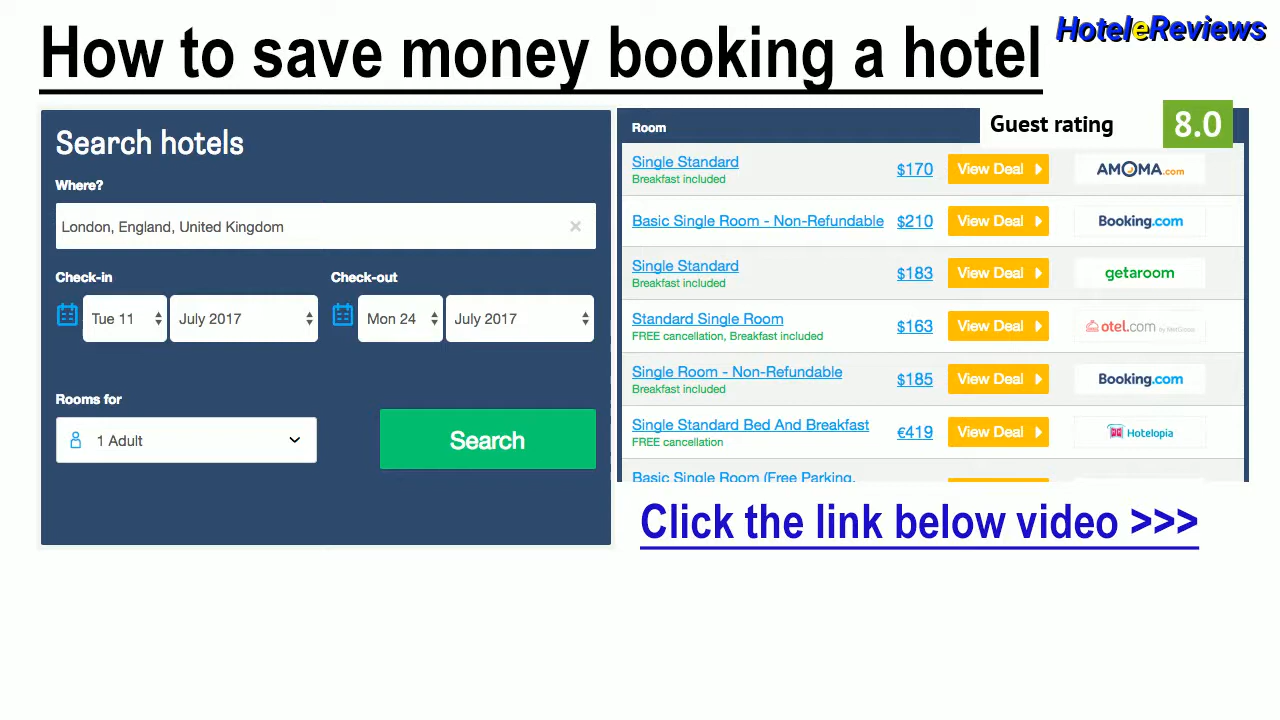 How to save money booking a hotel
HoteleReviews
Search hotels
Where?
London, England, United Kingdom
Check-in
Check-out
Tue 11
July 2017
Mon 24
July 2017
Rooms for
1 Adult
Search
Room
Guest rating
8.0
Single Standard
Breakfast included
$170
View Deal
AMOMA.com
Basic Single Room - Non-Refundable
$210
View Deal
Booking.com
Single Standard
Breakfast included
$183
View Deal
getaroom
Standard Single Room
FREE cancellation, Breakfast included
$163
View Deal
otel.com
Single Room - Non-Refundable
Breakfast included
$185
View Deal
Booking.com
Single Standard Bed And Breakfast
FREE cancellation
€419
View Deal
Hotelopia
Basic Single Room (Free Parking,
Click the link below video >>>